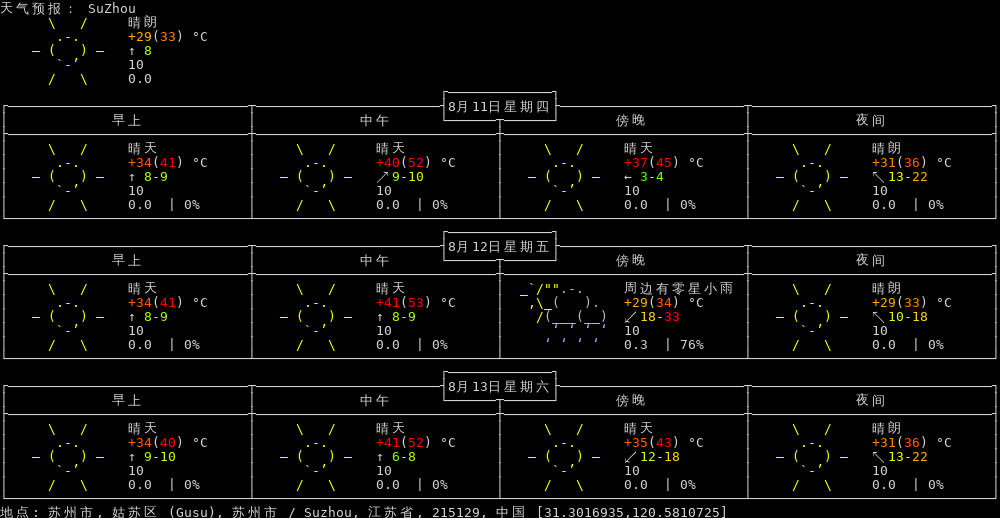 天气预报： SuZhou
晴朗
+29(33) °C
↑ 8
10
0.0
8月11日星期四
早上 中午 傍晚 夜间
晴天 晴天 晴天 晴朗
+34(41) °C +40(52) °C +37(45) °C +31(36) °C
↑ 8-9 ↗ 9-10 ← 3-4 ↖ 13-22
10 10 10 10
0.0 | 0% 0.0 | 0% 0.0 | 0% 0.0 | 0%
8月12日星期五
早上 中午 傍晚 夜间
晴天 晴天 周边有零星小雨 晴朗
+34(41) °C +41(53) °C +29(34) °C +29(33) °C
↑ 8-9 ↑ 8-9 ↙ 18-33 ↖ 10-18
10 10 10 10
0.0 | 0% 0.0 | 0% 0.3 | 76% 0.0 | 0%
8月13日星期六
早上 中午 傍晚 夜间
晴天 晴天 晴天 晴朗
+34(40) °C +41(52) °C +35(43) °C +31(36) °C
↑ 9-10 ↑ 6-8 ↙ 12-18 ↖ 13-22
10 10 10 10
0.0 | 0% 0.0 | 0% 0.0 | 0% 0.0 | 0%
地点: 苏州市, 姑苏区 (Gusu), 苏州市 / Suzhou, 江苏省, 215129, 中国 [31.3016935,120.5810725]